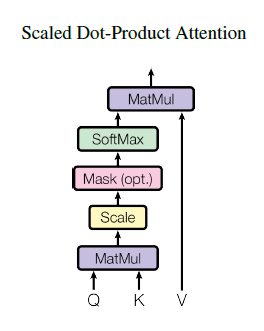 Scaled Dot-Product Attention
MatMul
SoftMax
Mask (opt.)
Scale
MatMul
Q K V